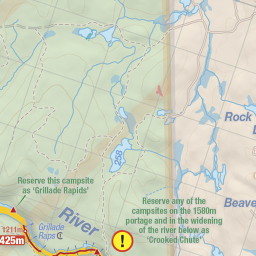 Rock
258
Reserve this campsite
as 'Grillade Rapids'
Reserve any of the
campsites on the 1580m
portage and in the widening
of the river below as
'Crooked Chute'
Beave
River
Grillade
Raps C
1211m
425m
!